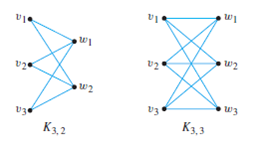 v₁ w₁ v₂ w₂ v₃
K₃,₂
v₁ w₁
v₂ w₂
v₃ w₃
K₃,₃